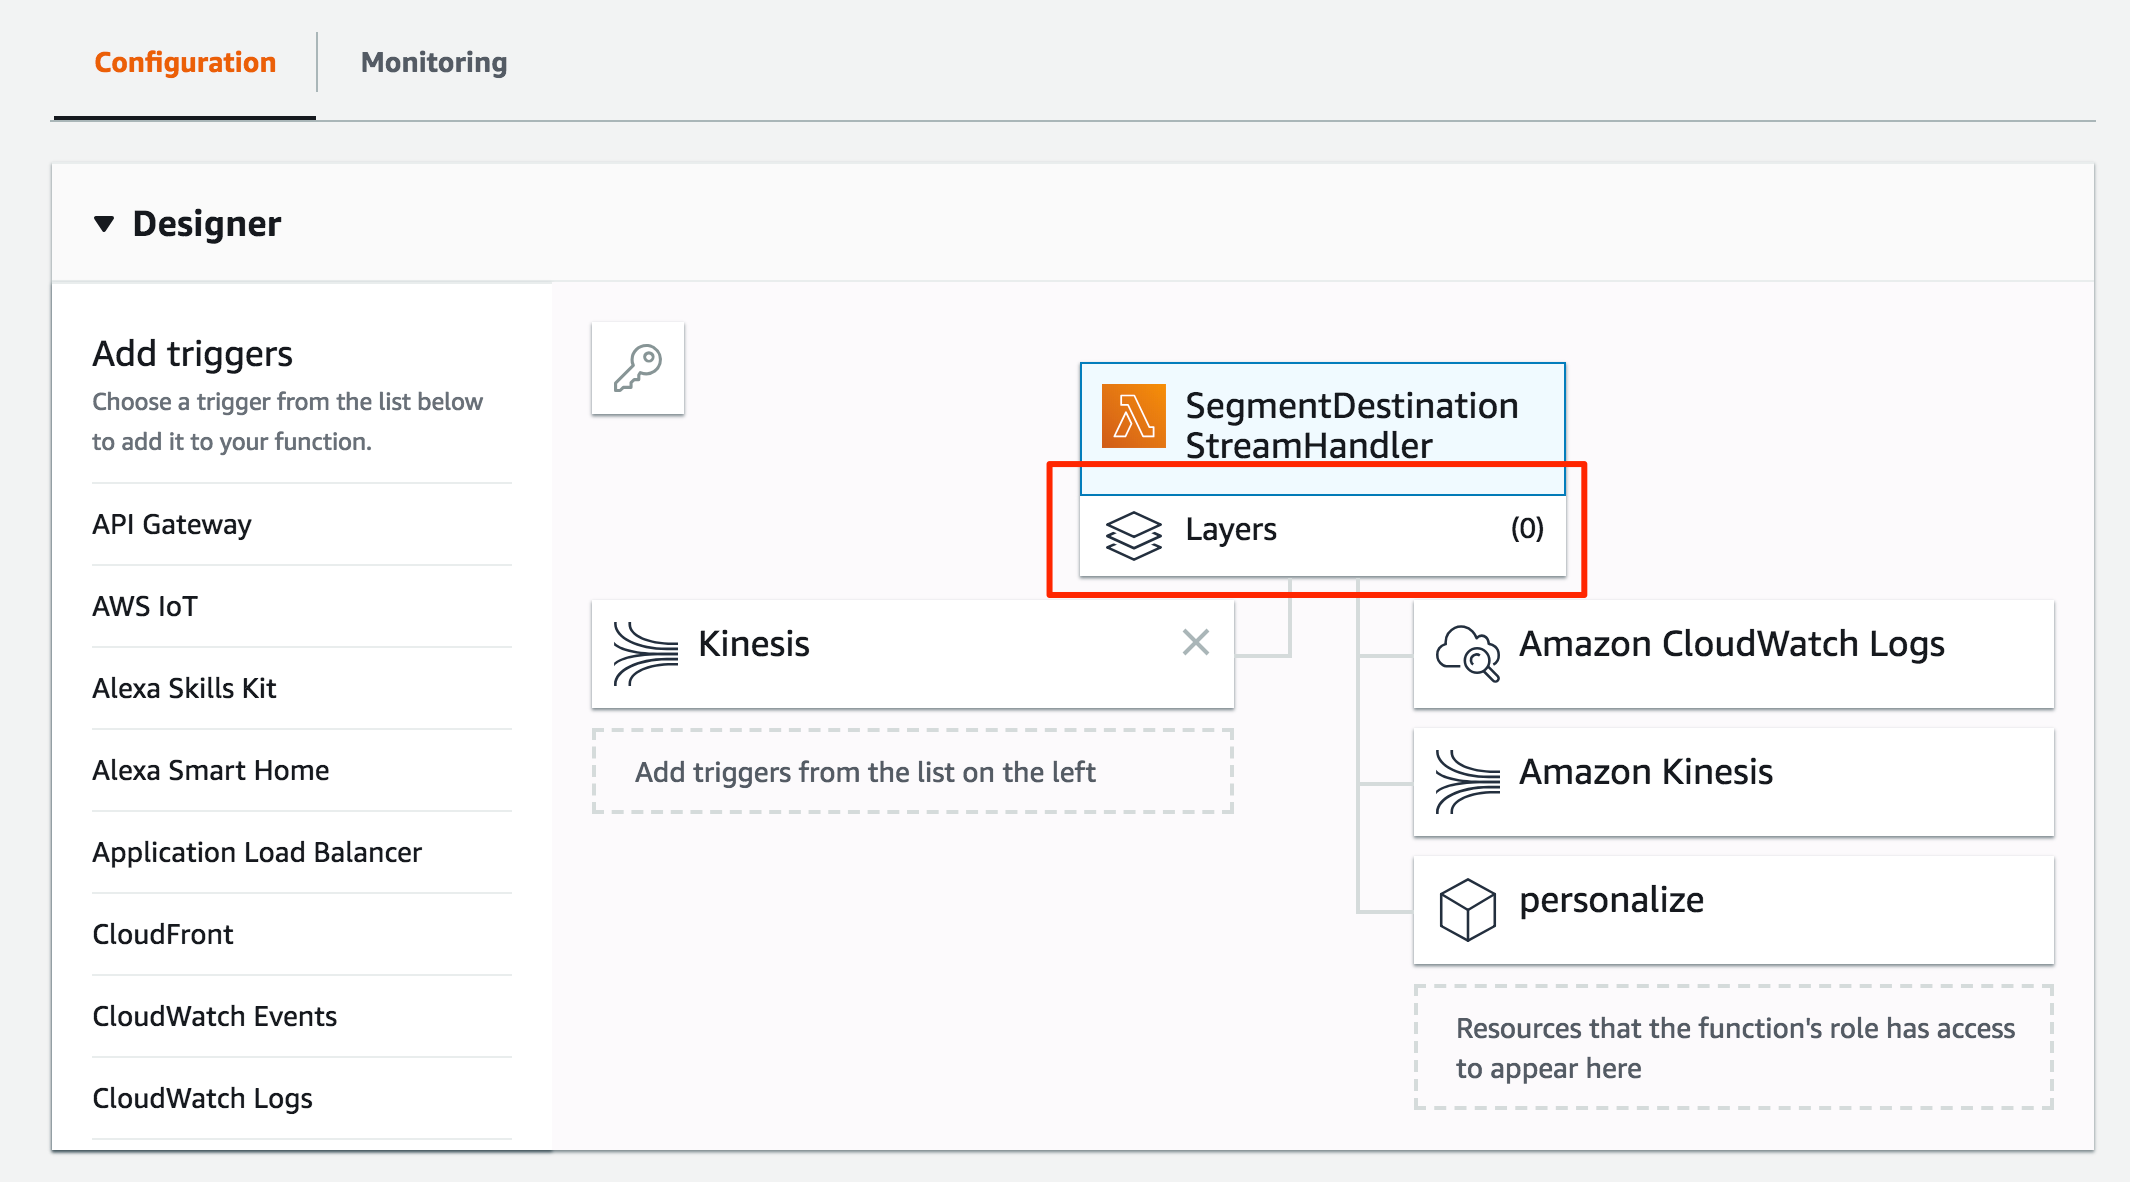 Configuration
Monitoring
Designer
Add triggers
Choose a trigger from the list below
to add it to your function.
API Gateway
AWS IoT
Alexa Skills Kit
Alexa Smart Home
Application Load Balancer
CloudFront
CloudWatch Events
CloudWatch Logs
SegmentDestination
StreamHandler
Layers
(0)
Kinesis
Add triggers from the list on the left
Amazon CloudWatch Logs
Amazon Kinesis
personalize
Resources that the function's role has access
to appear here